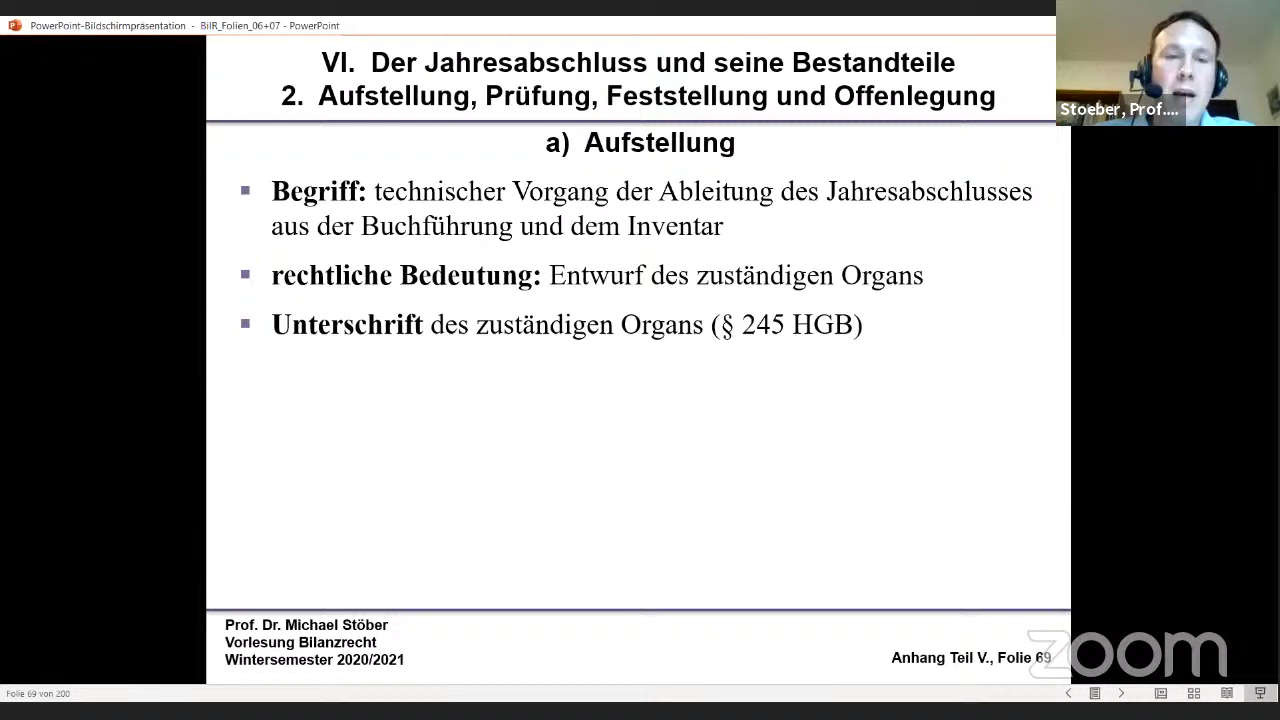 PowerPoint-Bildschirmpräsentation - BilR_Folien_06+07 - PowerPoint
Stoeber, Prof....
VI. Der Jahresabschluss und seine Bestandteile
2. Aufstellung, Prüfung, Feststellung und Offenlegung
a) Aufstellung
Begriff: technischer Vorgang der Ableitung des Jahresabschlusses
aus der Buchführung und dem Inventar
rechtliche Bedeutung: Entwurf des zuständigen Organs
Unterschrift des zuständigen Organs (§ 245 HGB)
Prof. Dr. Michael Stöber
Vorlesung Bilanzrecht
Wintersemester 2020/2021
Anhang Teil V., Folie 69
zoom
Folie 69 von 200